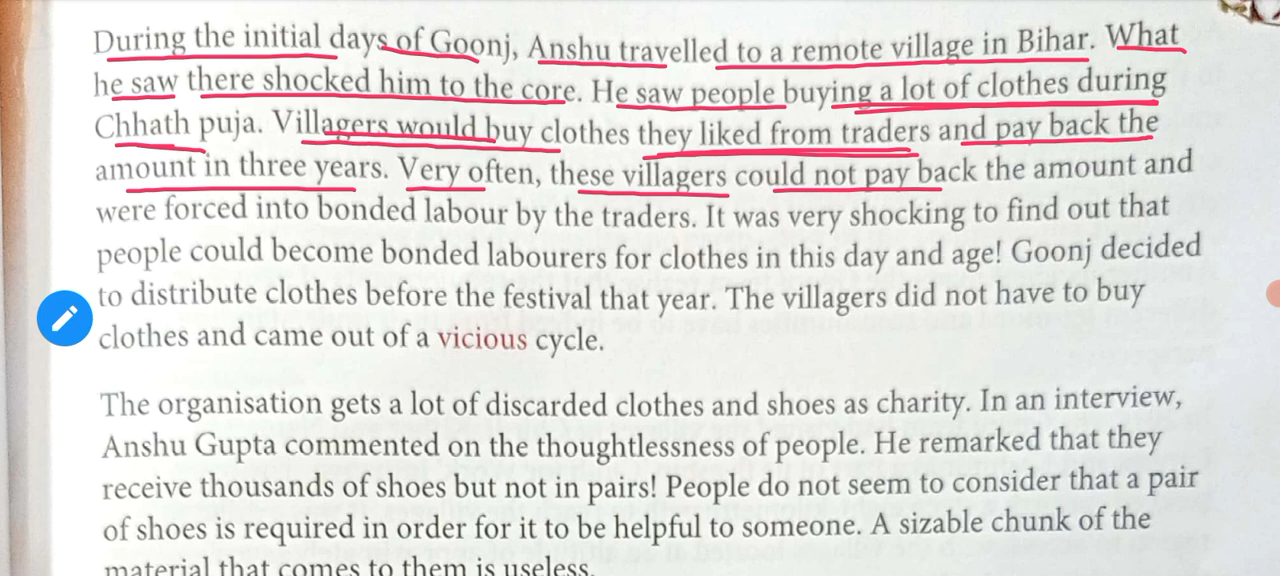 During the initial days of Goonj, Anshu travelled to a remote village in Bihar. What
he saw there shocked him to the core. He saw people buying a lot of clothes during
Chhath puja. Villagers would buy clothes they liked from traders and pay back the
amount in three years. Very often, these villagers could not pay back the amount and
were forced into bonded labour by the traders. It was very shocking to find out that
people could become bonded labourers for clothes in this day and age! Goonj decided
to distribute clothes before the festival that year. The villagers did not have to buy
clothes and came out of a vicious cycle.
The organisation gets a lot of discarded clothes and shoes as charity. In an interview,
Anshu Gupta commented on the thoughtlessness of people. He remarked that they
receive thousands of shoes but not in pairs! People do not seem to consider that a pair
of shoes is required in order for it to be helpful to someone. A sizable chunk of the
material that comes to them is useless.